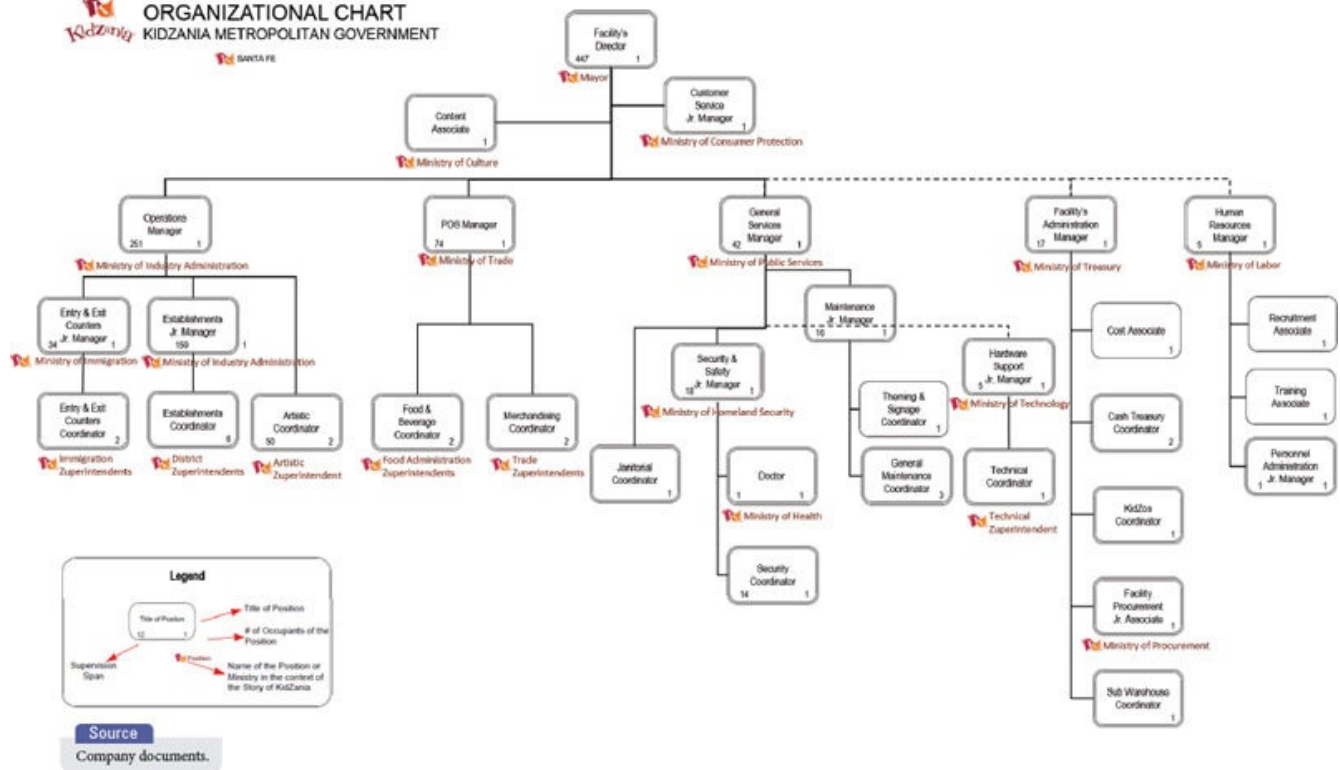 KidZania
ORGANIZATIONAL CHART
KIDZANIA METROPOLITAN GOVERNMENT
SANTA FE
Facility's
Director
447 1
Mayor
Content
Associate
1
Ministry of Culture
Customer
Service
Jr. Manager
1
Ministry of Consumer Protection
Operations
Manager
251 1
Ministry of Industry Administration
POS Manager
74 1
Ministry of Trade
General
Services
Manager
42 1
Ministry of Public Services
Facility's
Administration
Manager
17 1
Ministry of Treasury
Human
Resources
Manager
5 1
Ministry of Labor
Entry & Exit
Counters
Jr. Manager
34 1
Ministry of Immigration
Establishments
Jr. Manager
159 1
Ministry of Industry Administration
Entry & Exit
Counters
Coordinator
2
Immigration
Zuperintendents
Establishments
Coordinator
6
District
Zuperintendents
Artistic
Coordinator
50 2
Artistic
Zuperintendent
Food &
Beverage
Coordinator
2
Food Administration
Zuperintendents
Merchandising
Coordinator
2
Trade
Zuperintendents
Maintenance
Jr. Manager
16 1
Security &
Safety
Jr. Manager
18 1
Ministry of Homeland Security
Hardware
Support
Jr. Manager
5 1
Ministry of Technology
Janitorial
Coordinator
1
Doctor
1 1
Ministry of Health
Security
Coordinator
14 1
Theming &
Signage
Coordinator
1
General
Maintenance
Coordinator
3
Technical
Coordinator
1
Technical
Zuperintendent
Cost Associate
1
Cash Treasury
Coordinator
2
KidZos
Coordinator
1
Facility
Procurement
Jr. Associate
1
Ministry of Procurement
Sub Warehouse
Coordinator
1
Recruitment
Associate
1
Training
Associate
1
Personnel
Administration
Jr. Manager
1 1
Legend
Title of Position
12 1
Title of Position
# of Occupants of the
Position
Supervision
Span
Position
Name of the Position or
Ministry in the context of
the Story of KidZania
Source
Company documents.